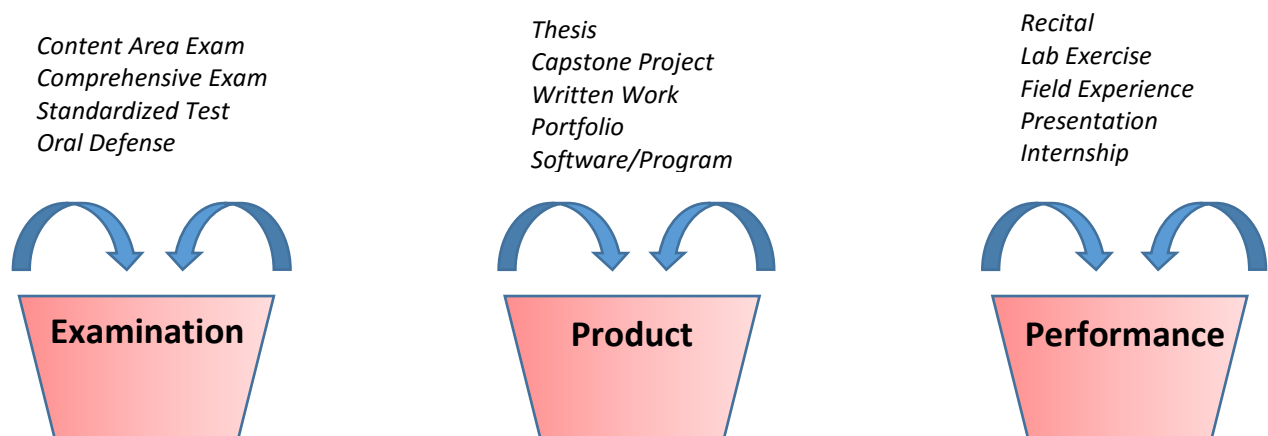 Content Area Exam
Comprehensive Exam
Standardized Test
Oral Defense
Thesis
Capstone Project
Written Work
Portfolio
Software/Program
Recital
Lab Exercise
Field Experience
Presentation
Internship
Examination
Product
Performance